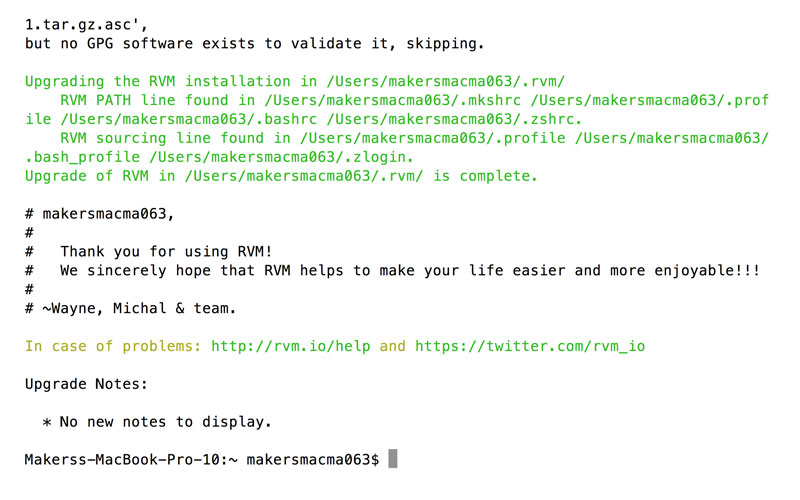 1.tar.gz.asc',
but no GPG software exists to validate it, skipping.
Upgrading the RVM installation in /Users/makersmacma063/.rvm/
RVM PATH line found in /Users/makersmacma063/.mkshrc /Users/makersmacma063/.prof
ile /Users/makersmacma063/.bashrc /Users/makersmacma063/.zshrc.
RVM sourcing line found in /Users/makersmacma063/.profile /Users/makersmacma063/
.bash_profile /Users/makersmacma063/.zlogin.
Upgrade of RVM in /Users/makersmacma063/.rvm/ is complete.
# makersmacma063,
#
#   Thank you for using RVM!
#   We sincerely hope that RVM helps to make your life easier and more enjoyable!!!
#
# ~Wayne, Michal & team.
In case of problems: http://rvm.io/help and https://twitter.com/rvm_io
Upgrade Notes:
* No new notes to display.
Makerss-MacBook-Pro-10:~ makersmacma063$